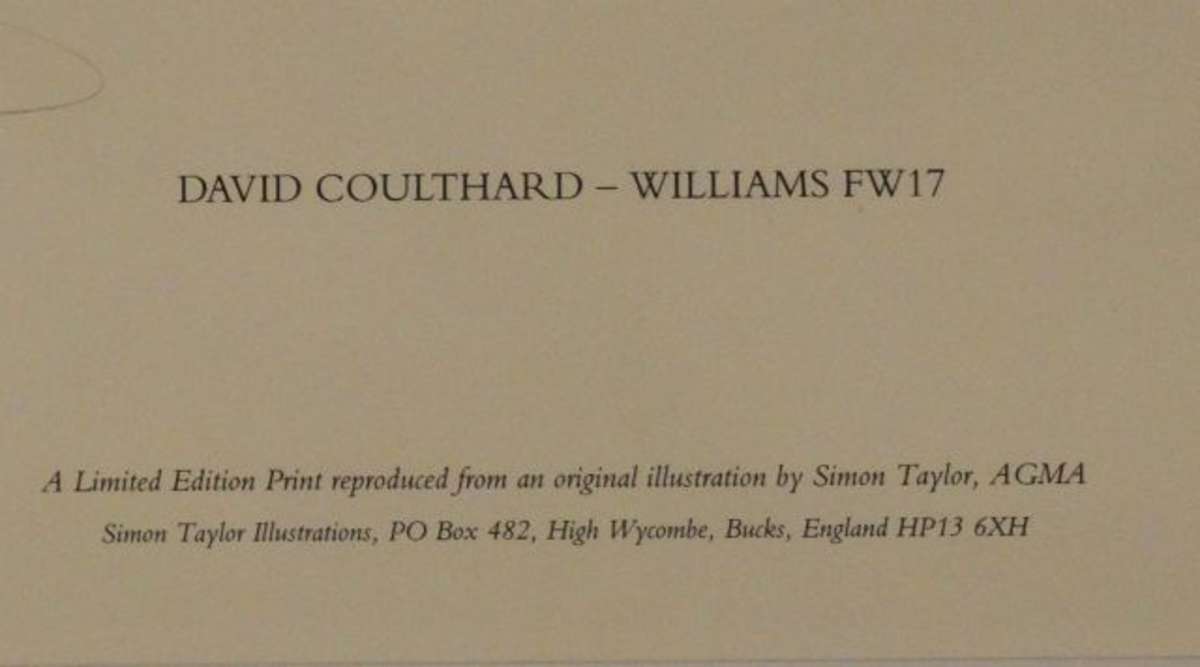 DAVID COULTHARD – WILLIAMS FW17
A Limited Edition Print reproduced from an original illustration by Simon Taylor, AGMA
Simon Taylor Illustrations, PO Box 482, High Wycombe, Bucks, England HP13 6XH